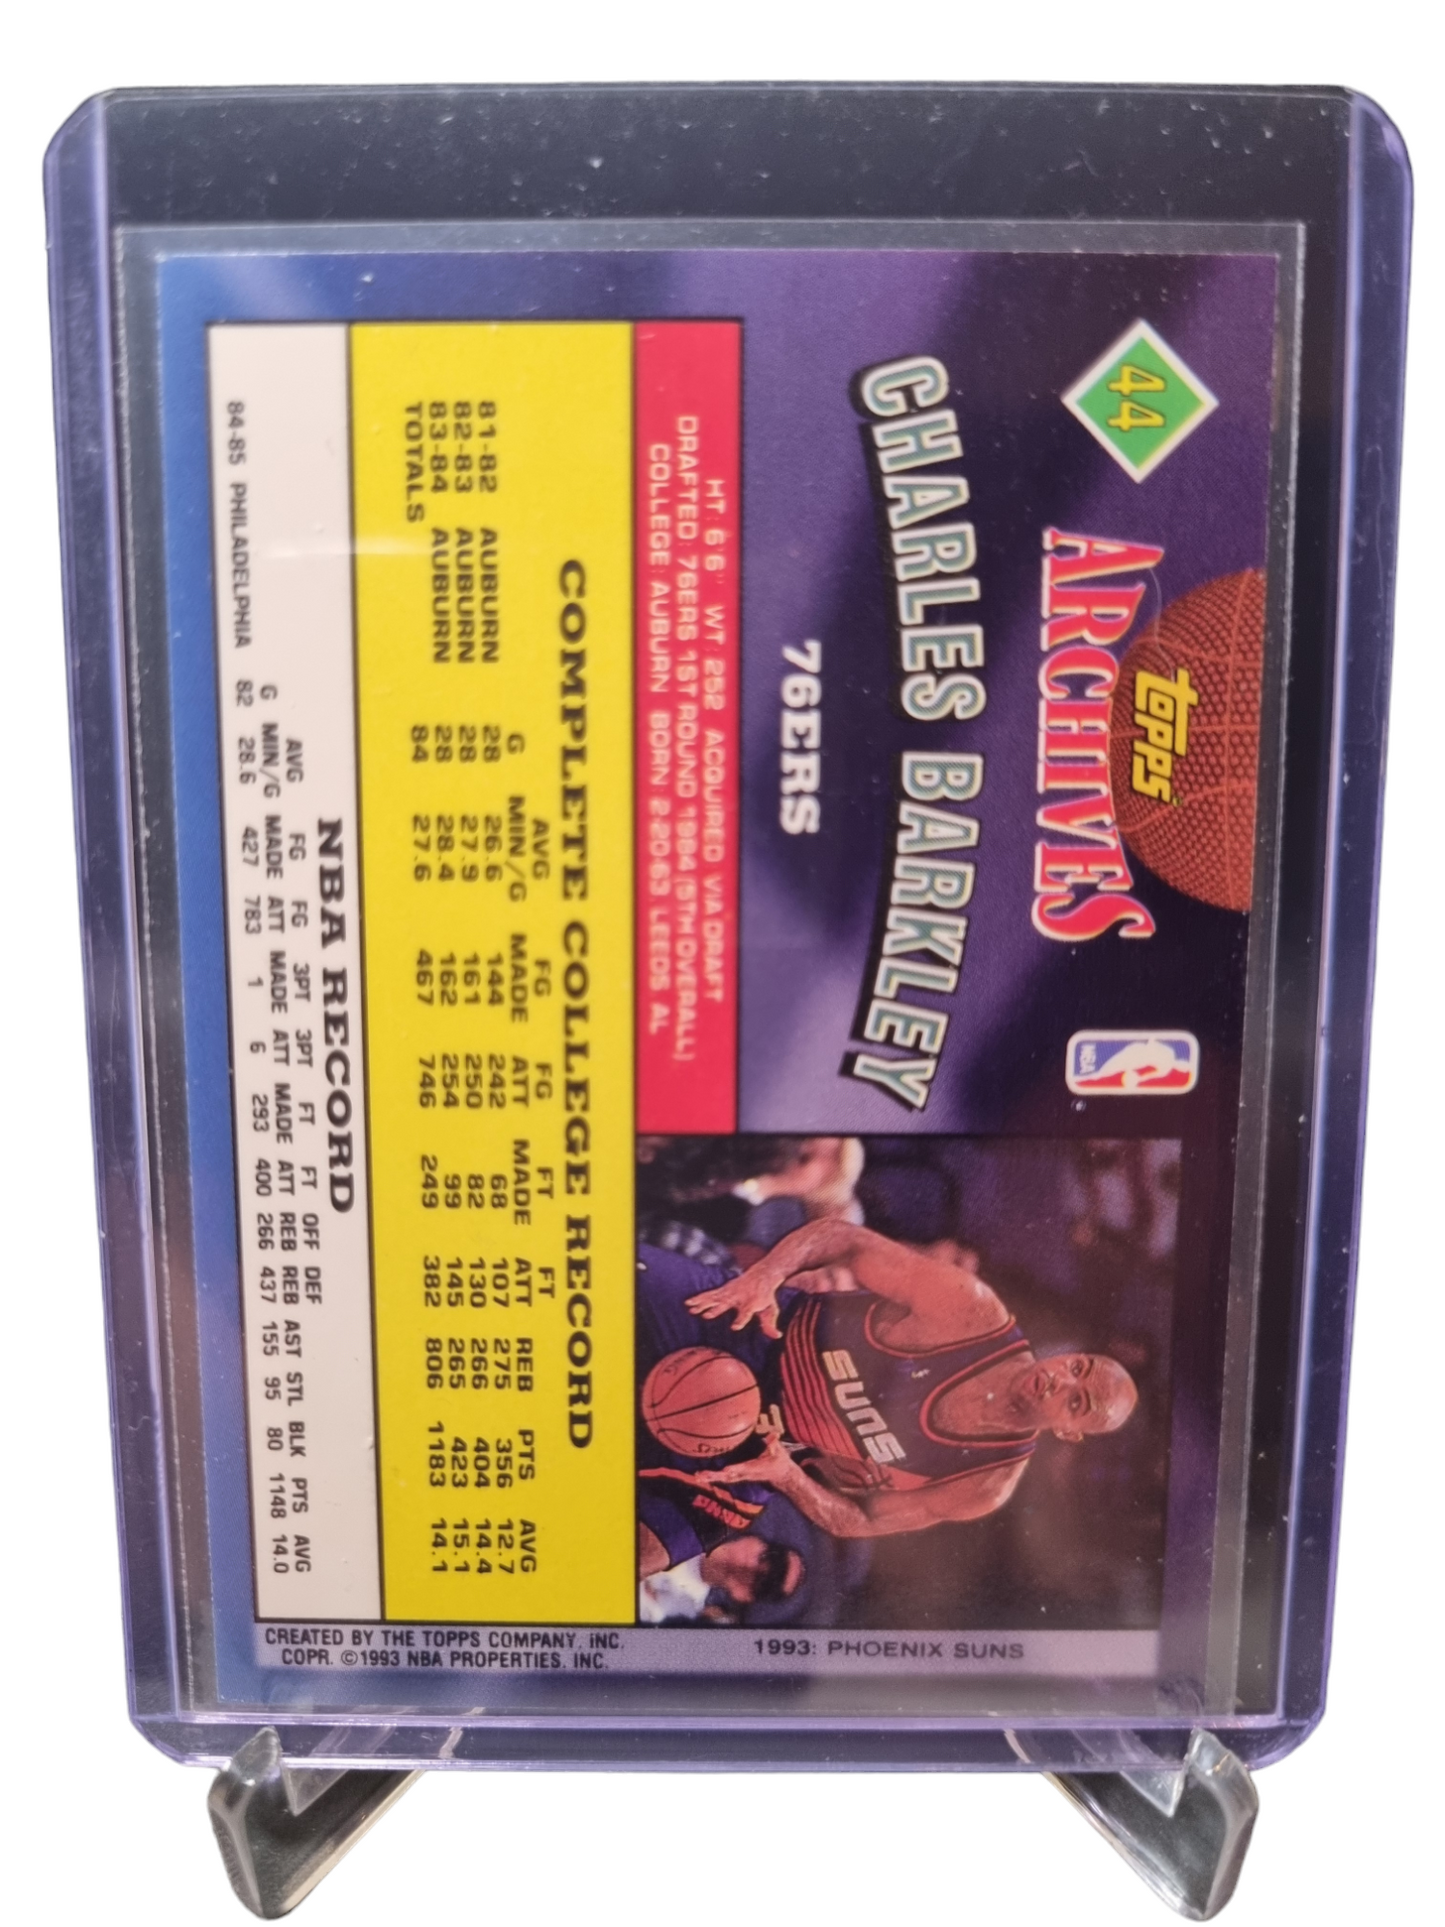 44
topps
ARCHIVES
NBA
CHARLES BARKLEY
76ERS
HT: 6'6" WT: 252 ACQUIRED VIA DRAFT
DRAFTED: 76ERS 1ST ROUND 1984 (5TH OVERALL)
COLLEGE: AUBURN BORN: 2-20-63 LEEDS AL
SUNS
COMPLETE COLLEGE RECORD
G AVG MIN/G FG MADE FG ATT FT MADE FT ATT REB PTS AVG
81-82 AUBURN 28 26.6 144 242 68 107 275 356 12.7
82-83 AUBURN 28 27.9 161 250 82 130 266 404 14.4
83-84 AUBURN 28 28.4 162 254 99 145 265 423 15.1
TOTALS 84 27.6 467 746 249 382 806 1183 14.1
NBA RECORD
G AVG MIN/G FG MADE FG ATT 3PT MADE 3PT ATT FT MADE FT ATT OFF REB DEF REB AST STL BLK PTS AVG
84-85 PHILADELPHIA 82 28.6 427 783 1 6 293 400 266 437 155 95 80 1148 14.0
1993: PHOENIX SUNS
CREATED BY THE TOPPS COMPANY, INC.
COPR. ©1993 NBA PROPERTIES, INC.